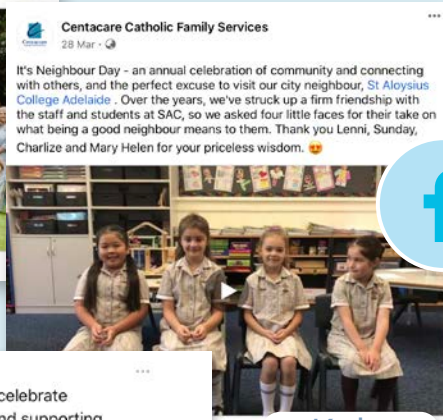 Centacare Catholic Family Services
28 Mar ·
It's Neighbour Day - an annual celebration of community and connecting
with others, and the perfect excuse to visit our city neighbour, St Aloysius
College Adelaide . Over the years, we've struck up a firm friendship with
the staff and students at SAC, so we asked four little faces for their take on
what being a good neighbour means to them. Thank you Lenni, Sunday,
Charlize and Mary Helen for your priceless wisdom. 😍
...
...
celebrate